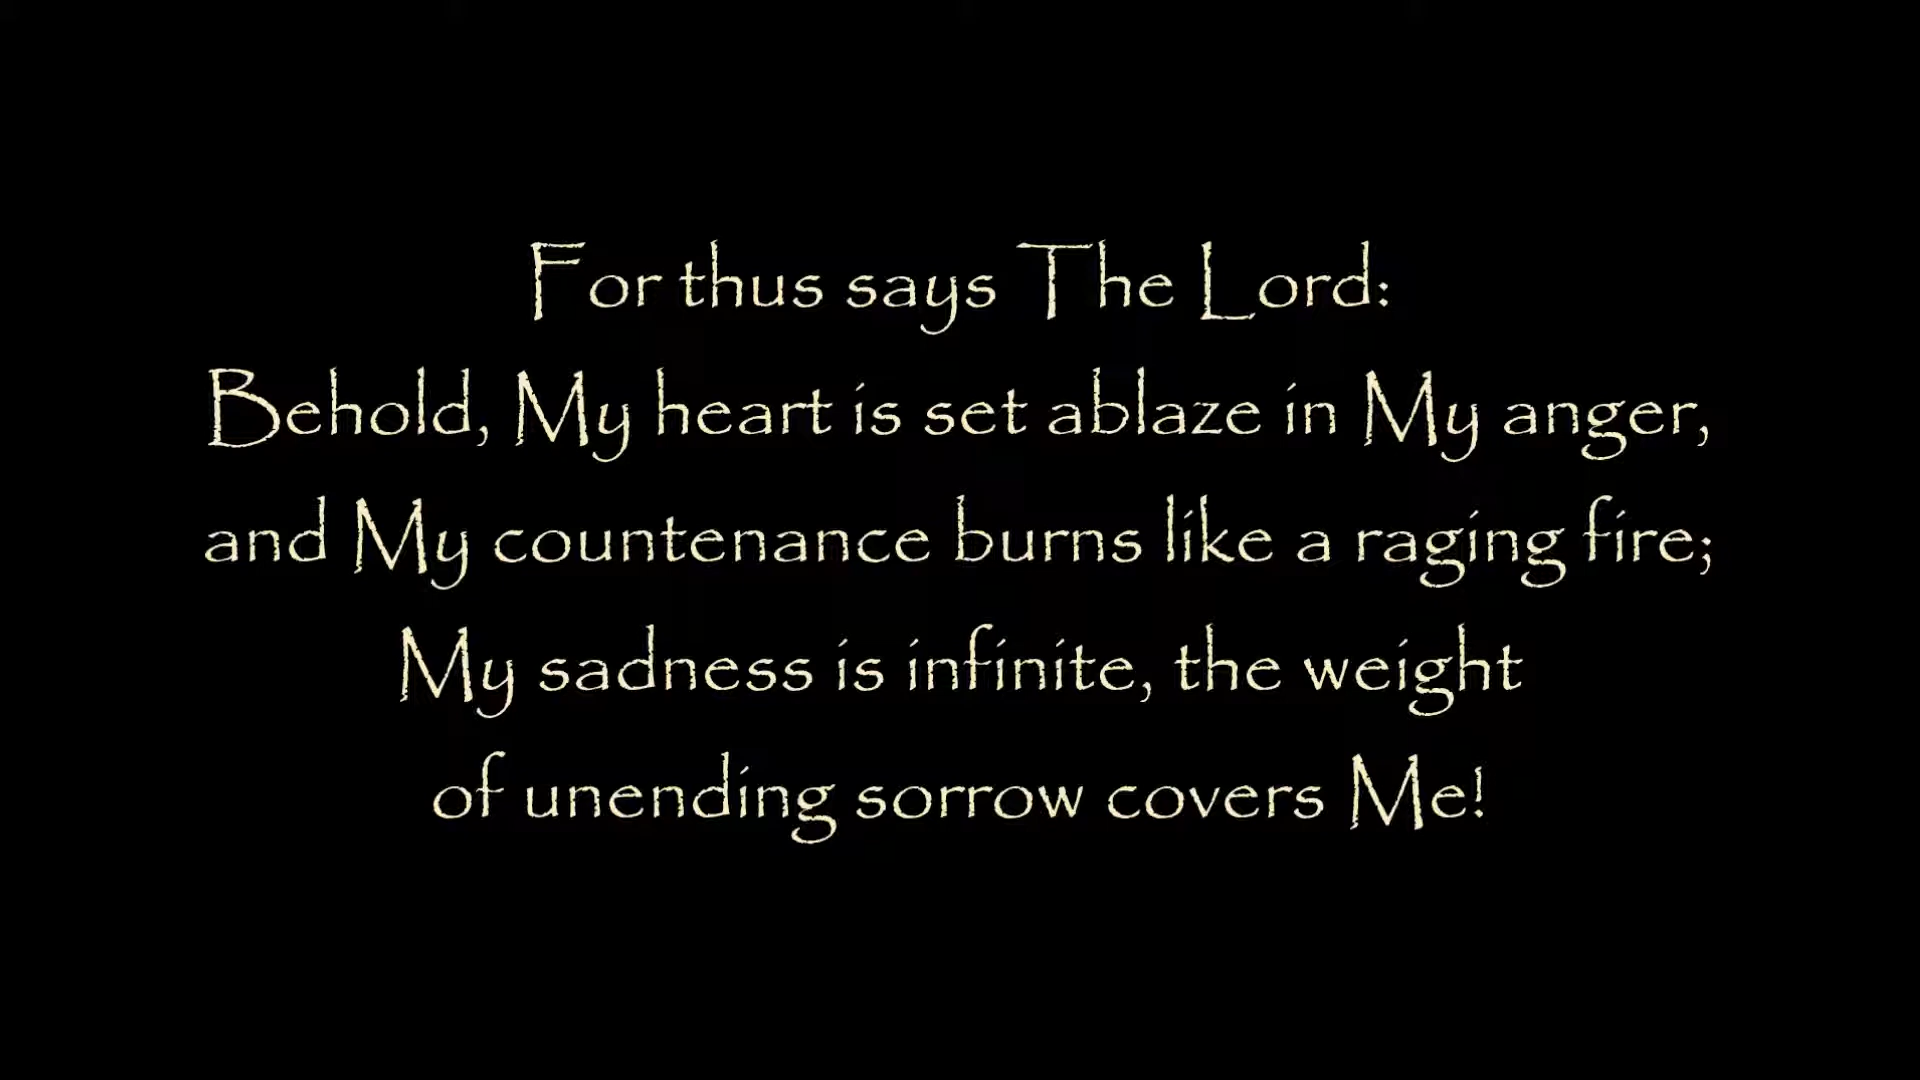 For thus says The Lord:
Behold, My heart is set ablaze in My anger,
and My countenance burns like a raging fire;
My sadness is infinite, the weight
of unending sorrow covers Me!